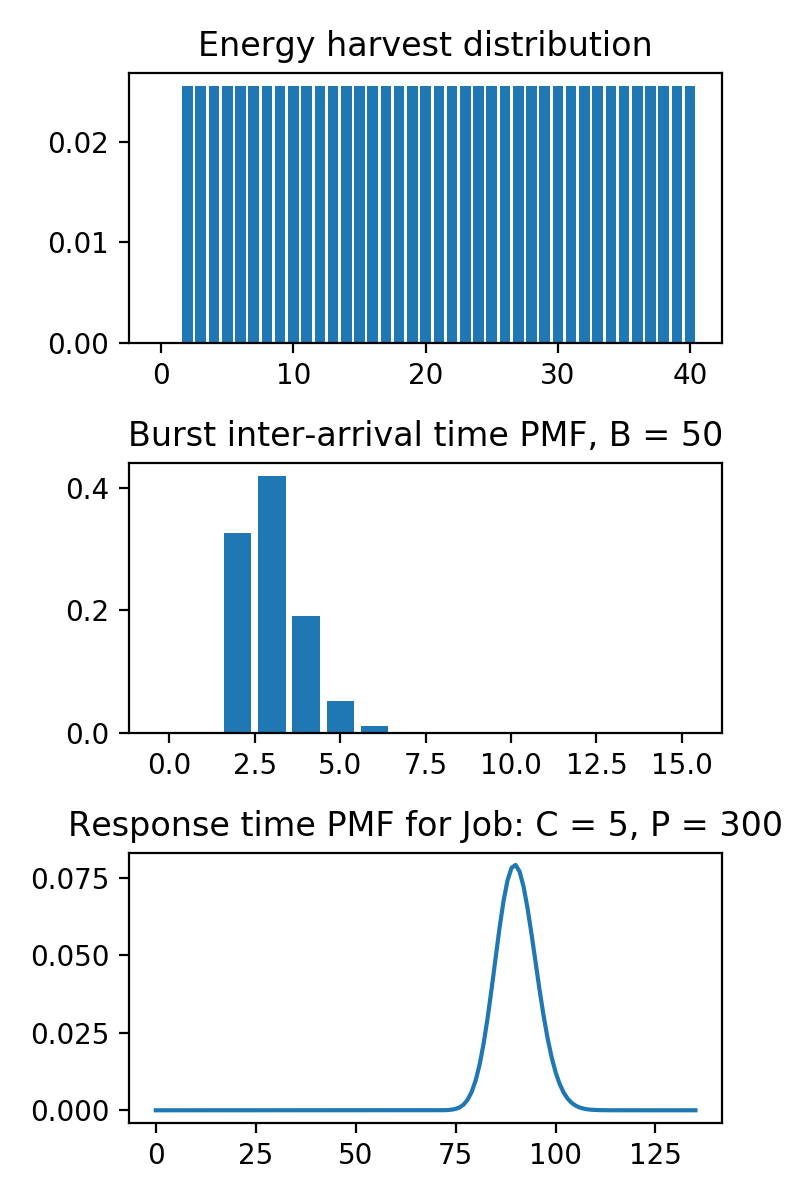 Energy harvest distribution
0.02
0.01
0.00
0 10 20 30 40
Burst inter-arrival time PMF, B = 50
0.4
0.2
0.0
0.0 2.5 5.0 7.5 10.0 12.5 15.0
Response time PMF for Job: C = 5, P = 300
0.075
0.050
0.025
0.000
0 25 50 75 100 125